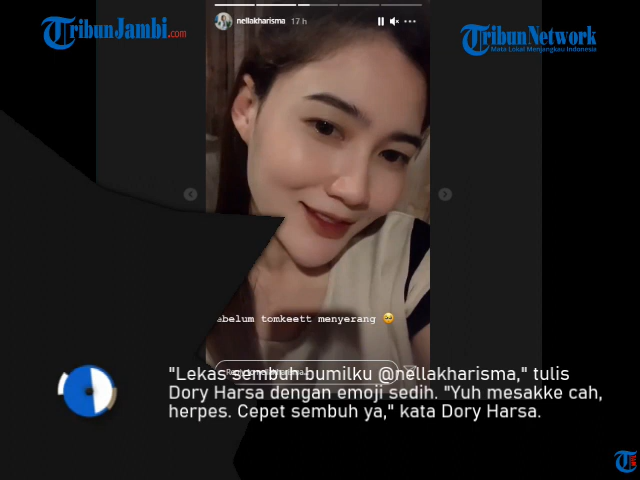 TribunJambi.com
nellakharisma 17 h
TribunNetwork
Mata Lokal Menjangkau Indonesia
ebelum tomkeett menyerang 🥺
"Lekas sembuh bumilku @nellakharisma," tulis
Dory Harsa dengan emoji sedih. "Yuh mesakke cah,
herpes. Cepet sembuh ya," kata Dory Harsa.